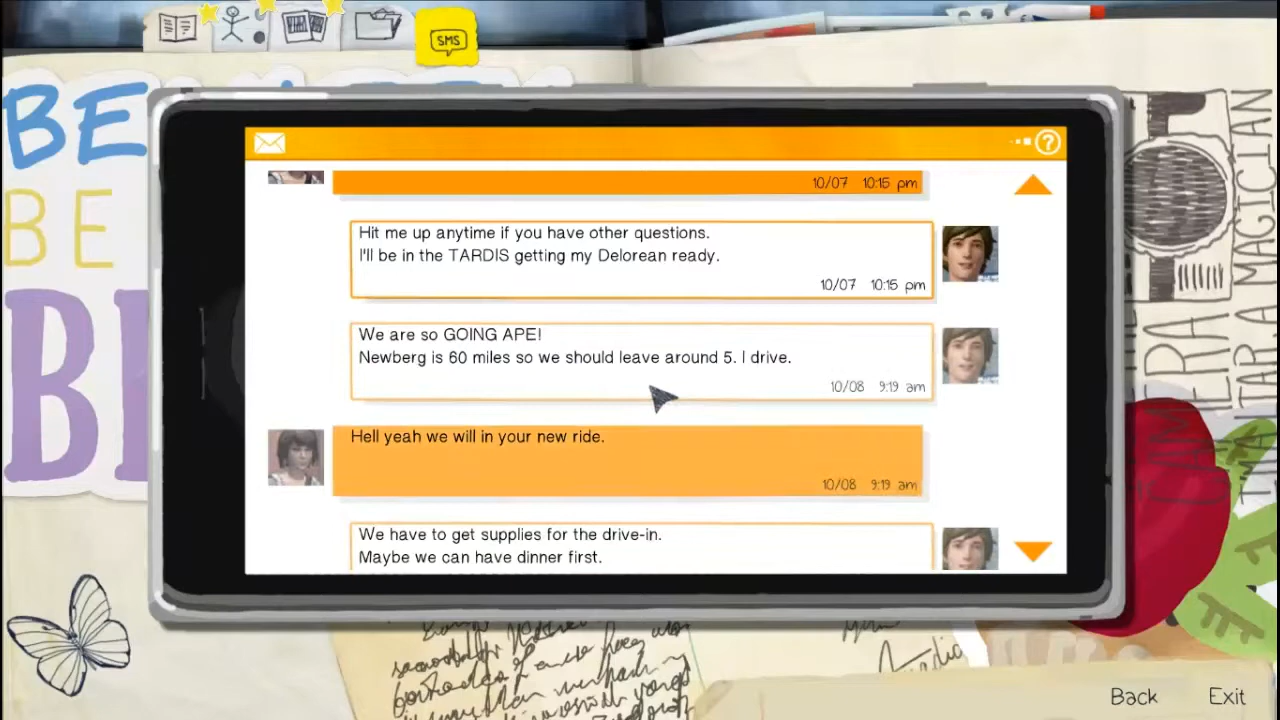 SMS
BE
BE
10/07 10:15 pm
Hit me up anytime if you have other questions.
I'll be in the TARDIS getting my Delorean ready.
10/07 10:15 pm
We are so GOING APE!
Newberg is 60 miles so we should leave around 5. I drive.
10/08 9:19 am
Hell yeah we will in your new ride.
10/08 9:19 am
We have to get supplies for the drive-in.
Maybe we can have dinner first.
CAMERA
MAGICIAN
Back
Exit